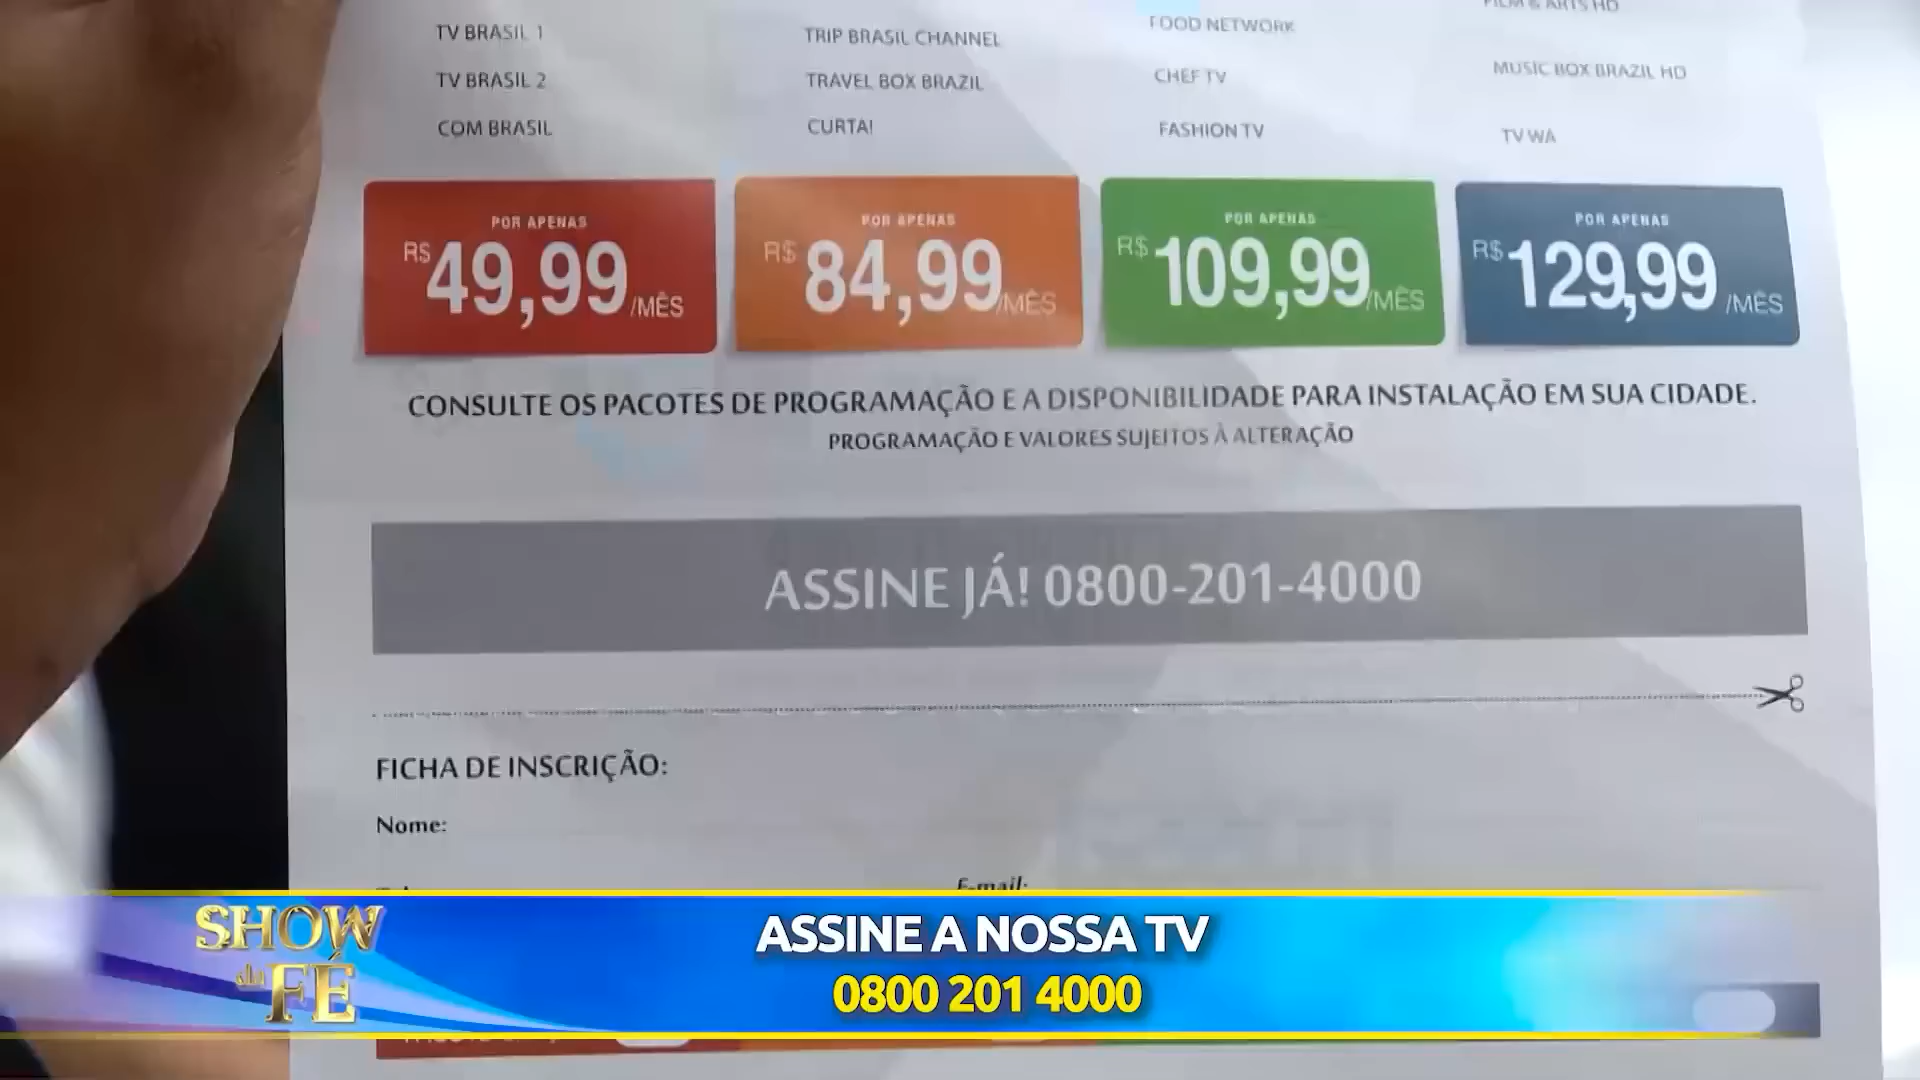 TV BRASIL 1
TV BRASIL 2
COM BRASIL
TRIP BRASIL CHANNEL
TRAVEL BOX BRAZIL
CURTA!
FOOD NETWORK
CHEF TV
FASHION TV
FILM & ARTS HD
MUSIC BOX BRAZIL HD
TV WA
POR APENAS
R$ 49,99 /MÊS
POR APENAS
R$ 84,99 /MÊS
POR APENAS
R$ 109,99 /MÊS
POR APENAS
R$ 129,99 /MÊS
CONSULTE OS PACOTES DE PROGRAMAÇÃO E A DISPONIBILIDADE PARA INSTALAÇÃO EM SUA CIDADE.
PROGRAMAÇÃO E VALORES SUJEITOS À ALTERAÇÃO
ASSINE JÁ! 0800-201-4000
FICHA DE INSCRIÇÃO:
Nome:
E-mail:
SHOW
da FÉ
ASSINE A NOSSA TV
0800 201 4000